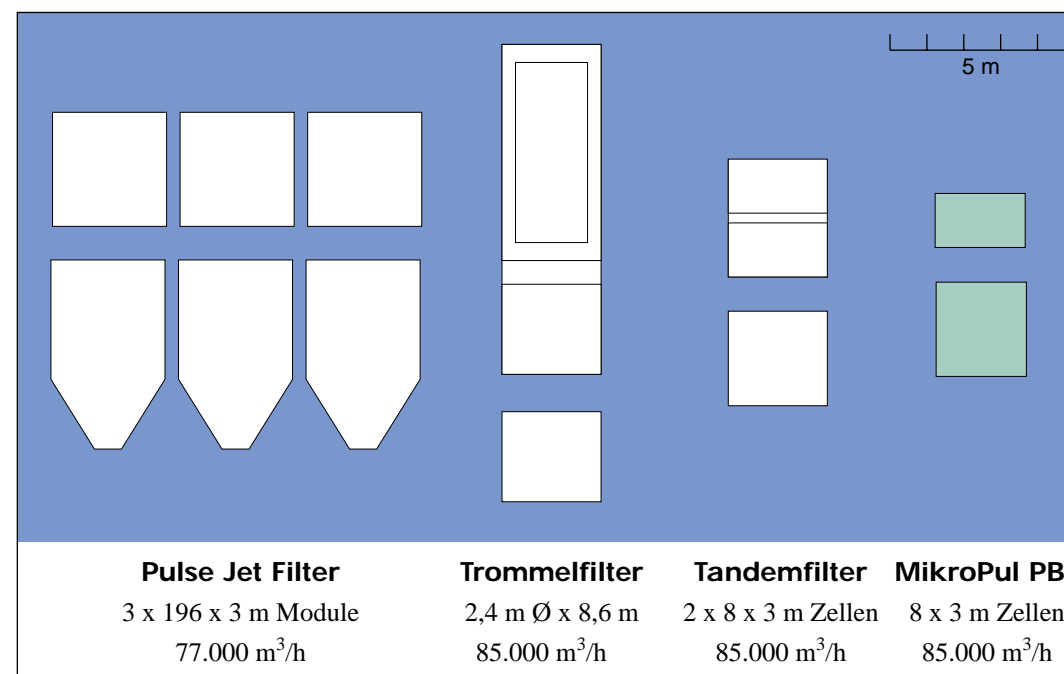 5 m
Pulse Jet Filter
3 x 196 x 3 m Module
77.000 m³/h
Trommelfilter
2,4 m Ø x 8,6 m
85.000 m³/h
Tandemfilter
2 x 8 x 3 m Zellen
85.000 m³/h
MikroPul PB
8 x 3 m Zellen
85.000 m³/h